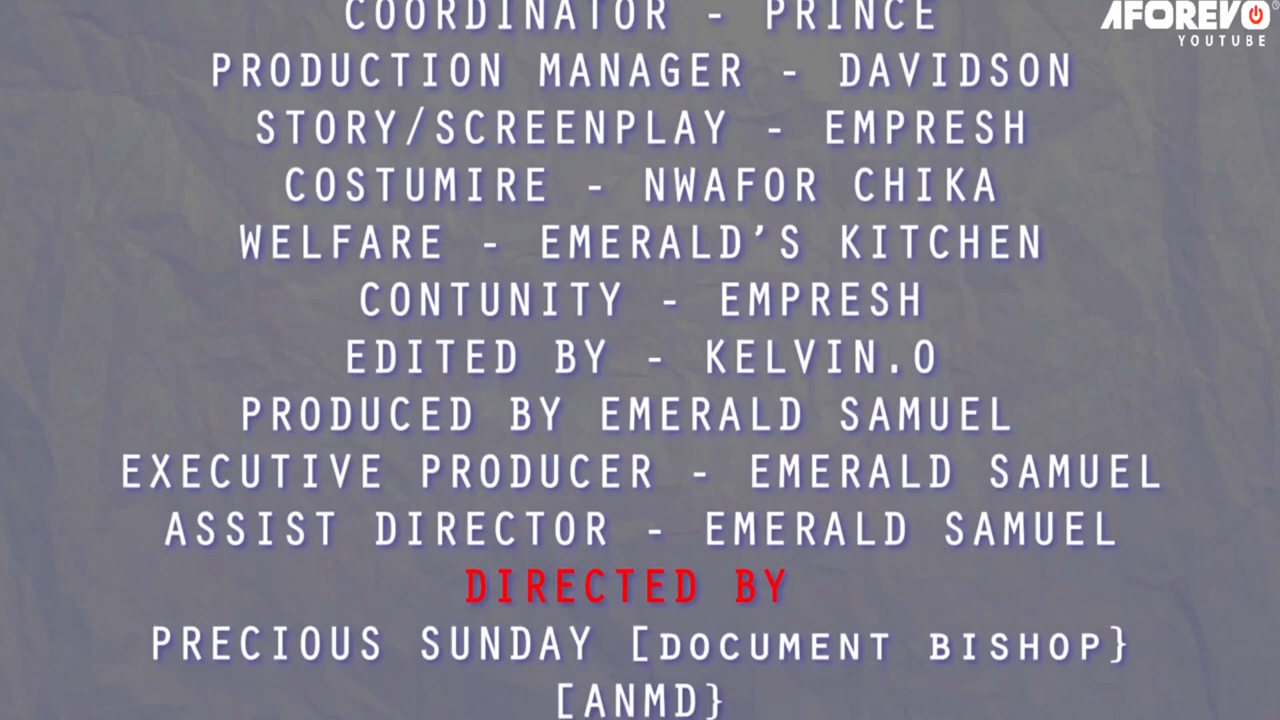 COORDINATOR - PRINCE
AFOREVO
YOUTUBE
PRODUCTION MANAGER - DAVIDSON
STORY/SCREENPLAY - EMPRESH
COSTUMIRE - NWAFOR CHIKA
WELFARE - EMERALD’S KITCHEN
CONTUNITY - EMPRESH
EDITED BY - KELVIN.O
PRODUCED BY EMERALD SAMUEL
EXECUTIVE PRODUCER - EMERALD SAMUEL
ASSIST DIRECTOR - EMERALD SAMUEL
DIRECTED BY
PRECIOUS SUNDAY [DOCUMENT BISHOP}
[ANMD}